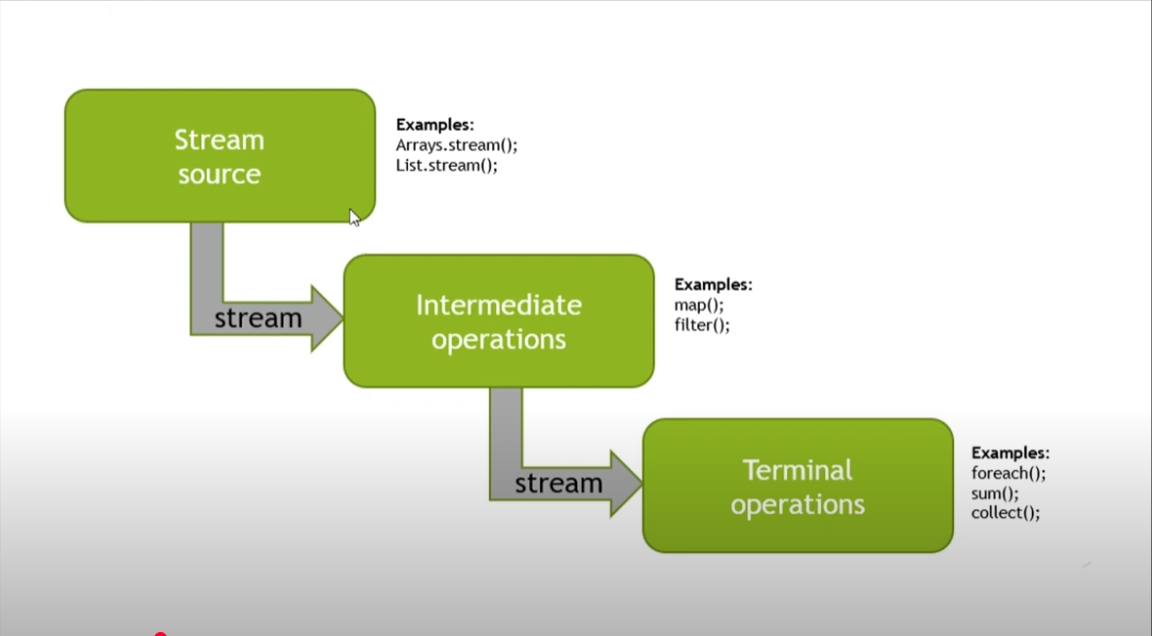 Stream
source
Examples:
Arrays.stream();
List.stream();
stream
Intermediate
operations
Examples:
map();
filter();
stream
Terminal
operations
Examples:
foreach();
sum();
collect();